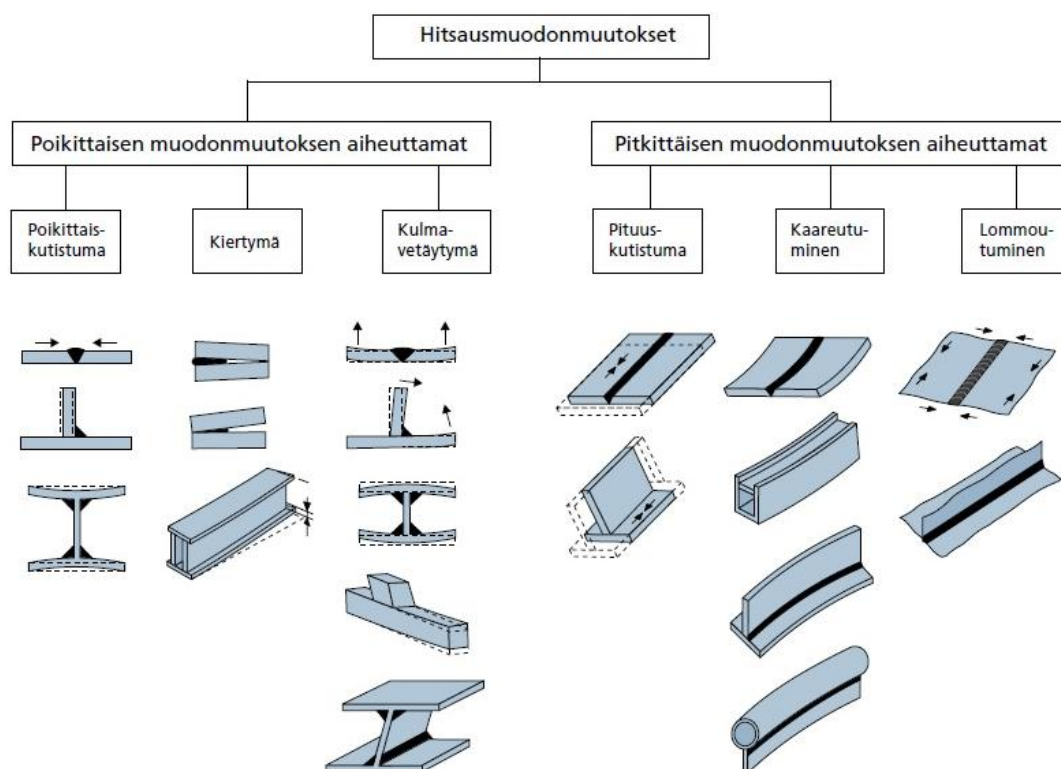 Hitsausmuodonmuutokset
Poikittaisen muodonmuutoksen aiheuttamat
Pitkittäisen muodonmuutoksen aiheuttamat
Poikittais-
kutistuma
Kiertymä
Kulma-
vetäytymä
Pituus-
kutistuma
Kaareutu-
minen
Lommou-
tuminen